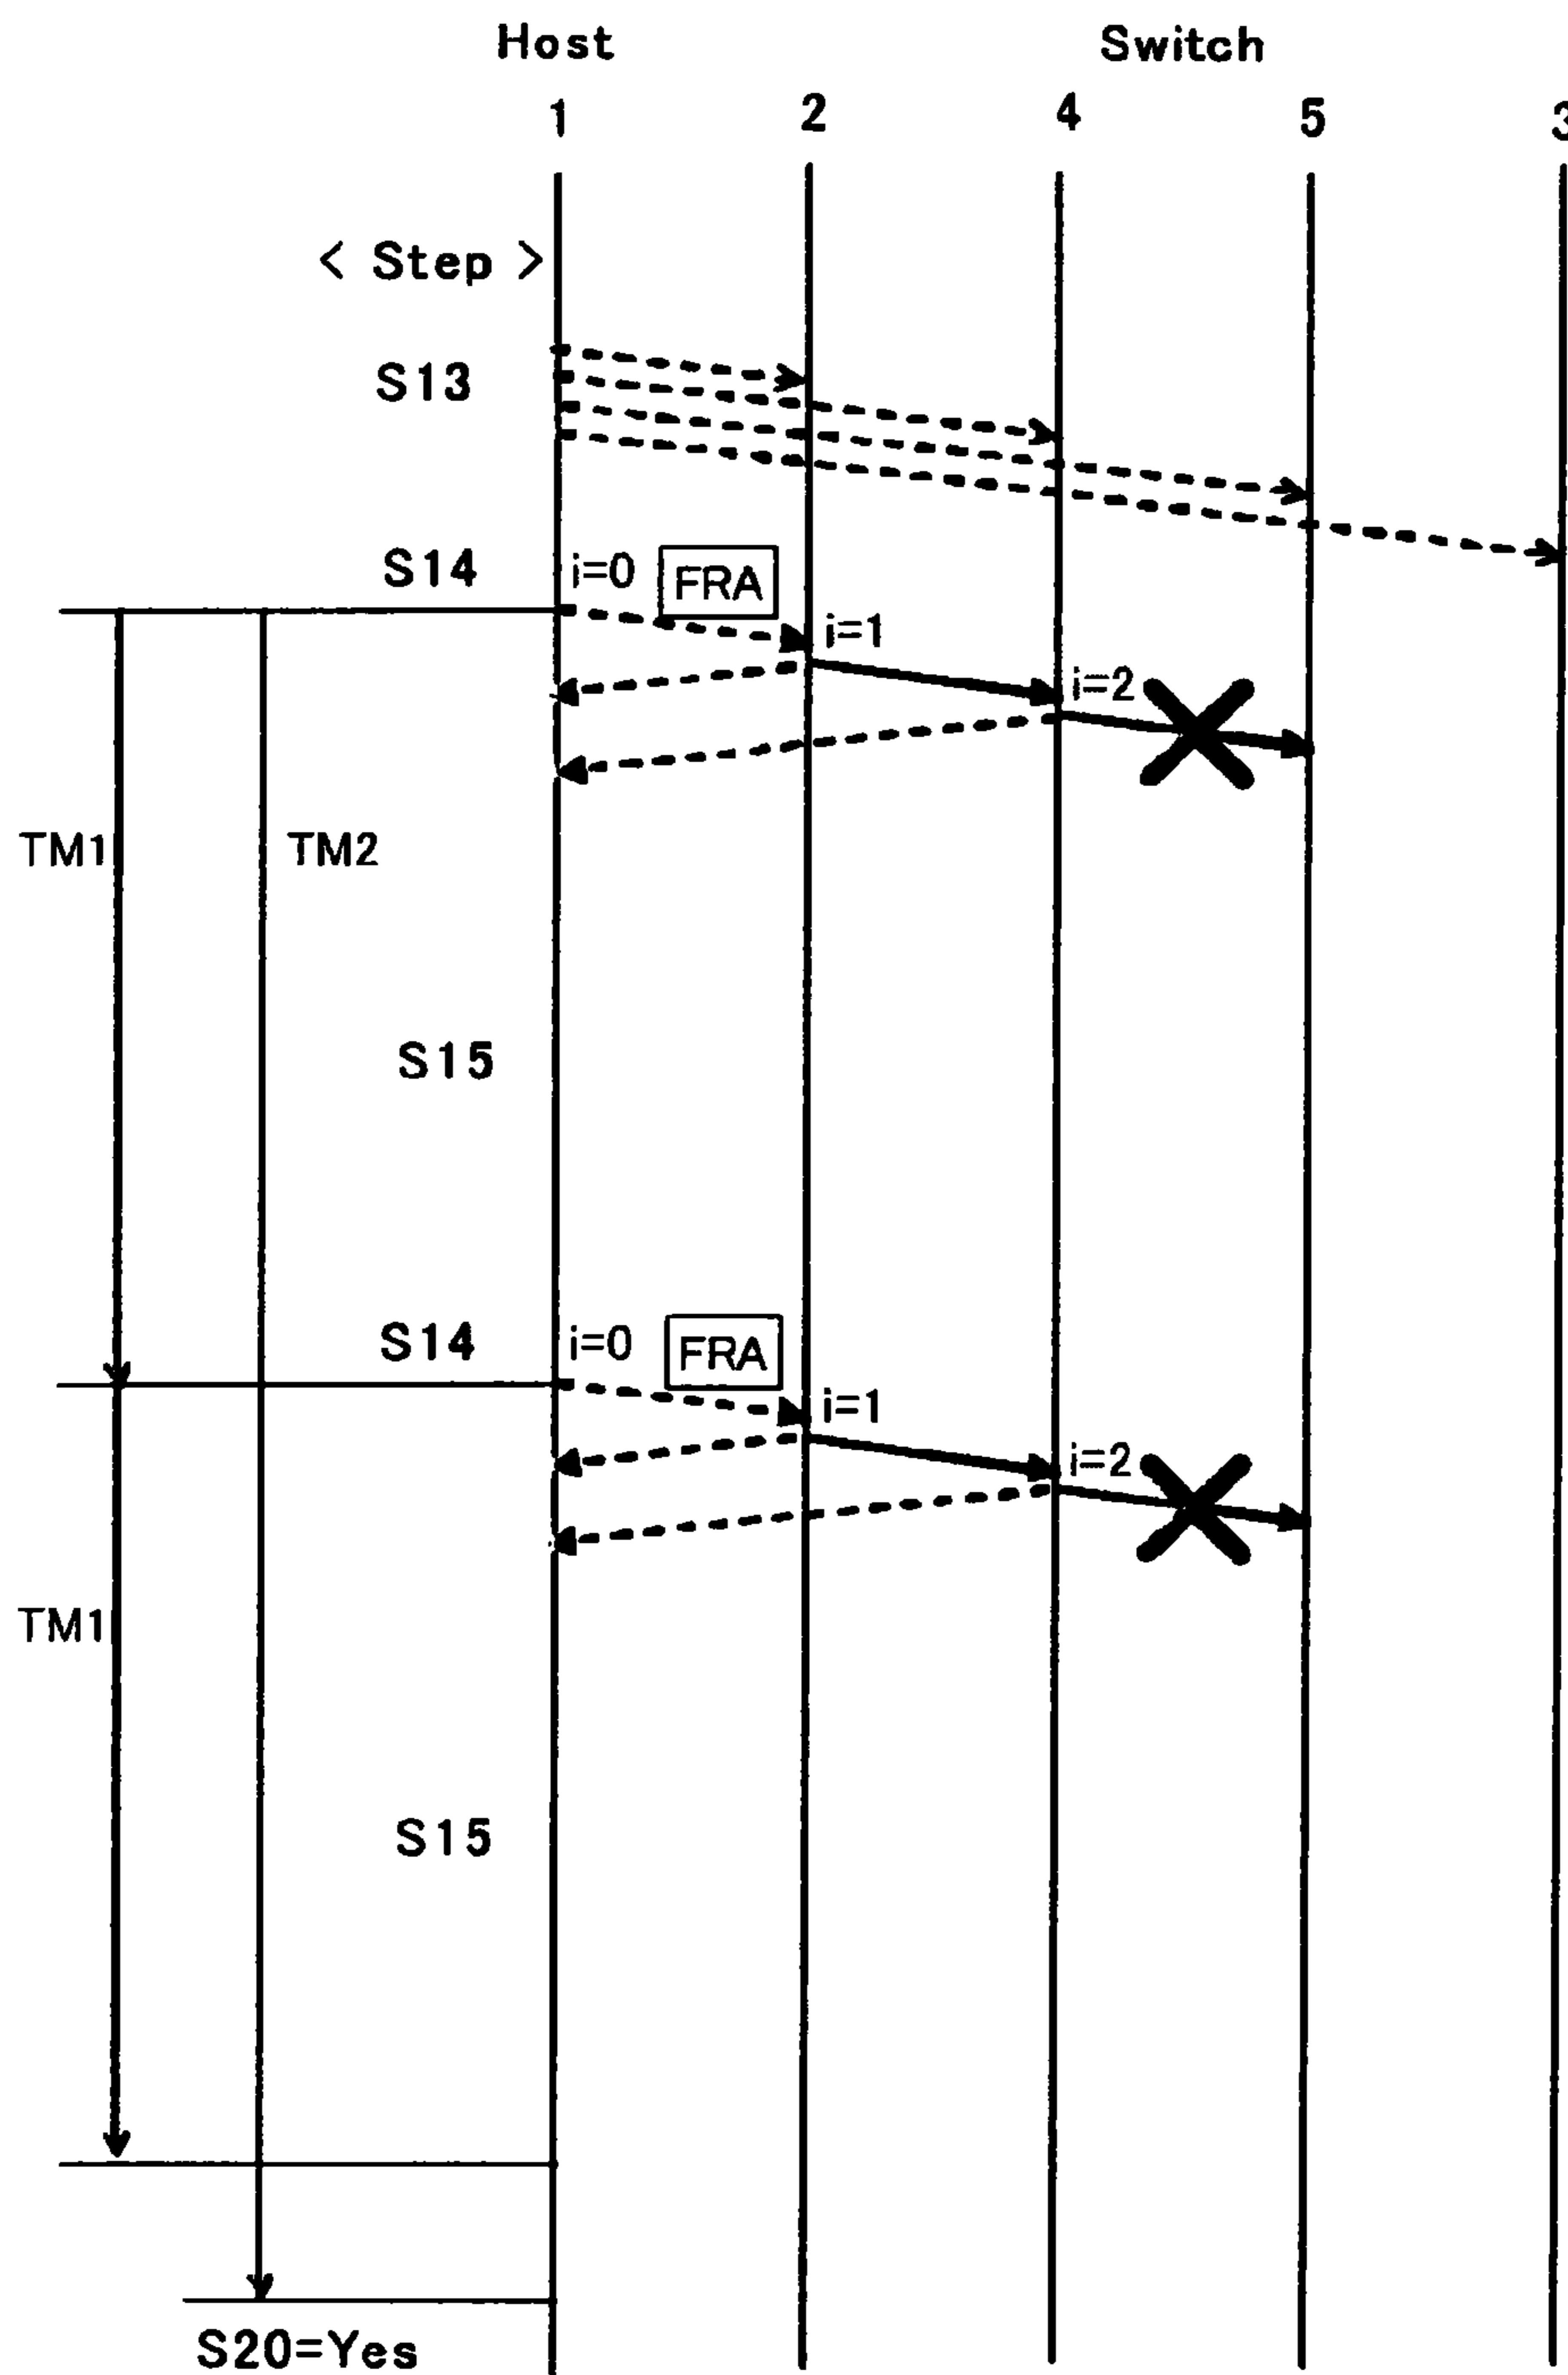 Host Switch
1 2 4 5 3
< Step >
S13
S14 i=0 FRA
i=1
i=2
TM1 TM2
S15
S14 i=0 FRA
i=1
i=2
TM1
S15
S20=Yes